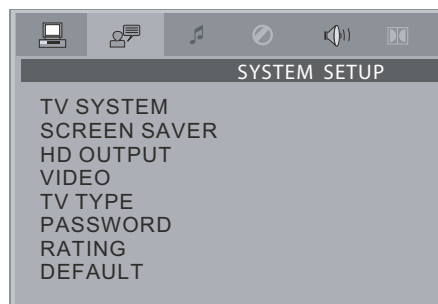 SYSTEM SETUP
TV SYSTEM
SCREEN SAVER
HD OUTPUT
VIDEO
TV TYPE
PASSWORD
RATING
DEFAULT